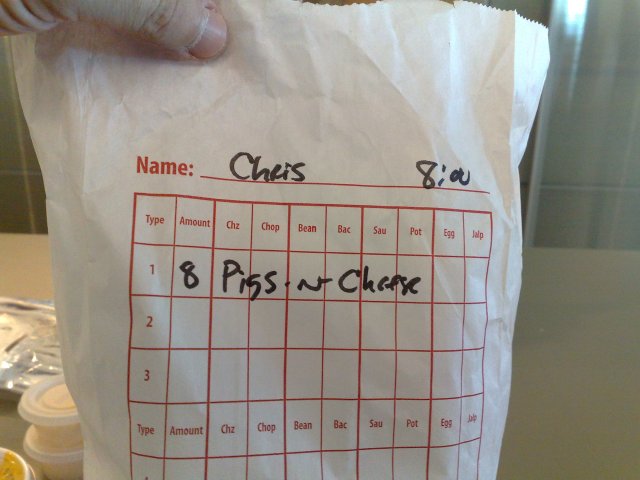 Name: Chris 8:00
Type Amount Chz Chop Bean Bac Sau Pot Egg Jalp
1 8 Pigs-n-Cheese
2
3
Type Amount Chz Chop Bean Bac Sau Pot Egg Jalp